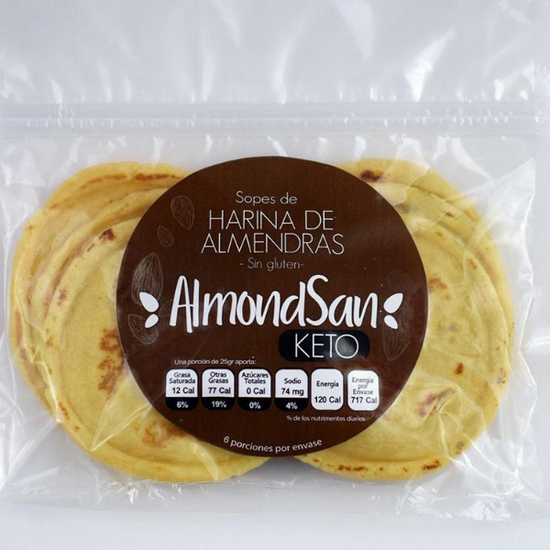 Sopes de
HARINA DE
ALMENDRAS
- Sin gluten-
AlmondSan
KETO
Una porción de 25gr aporta:
Grasa Saturada 12 Cal 6%
Otras Grasas 77 Cal 19%
Azúcares Totales 0 Cal 0%
Sodio 74 mg 4%
Energía 120 Cal
Energía por Envase 717 Cal
% de los nutrimentos diarios
6 porciones por envase